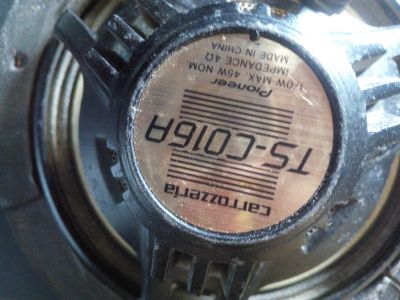 carrozzeria
TS-C016A
Pioneer
170W MAX. 45W NOM
IMPEDANCE 4Ω
MADE IN CHINA